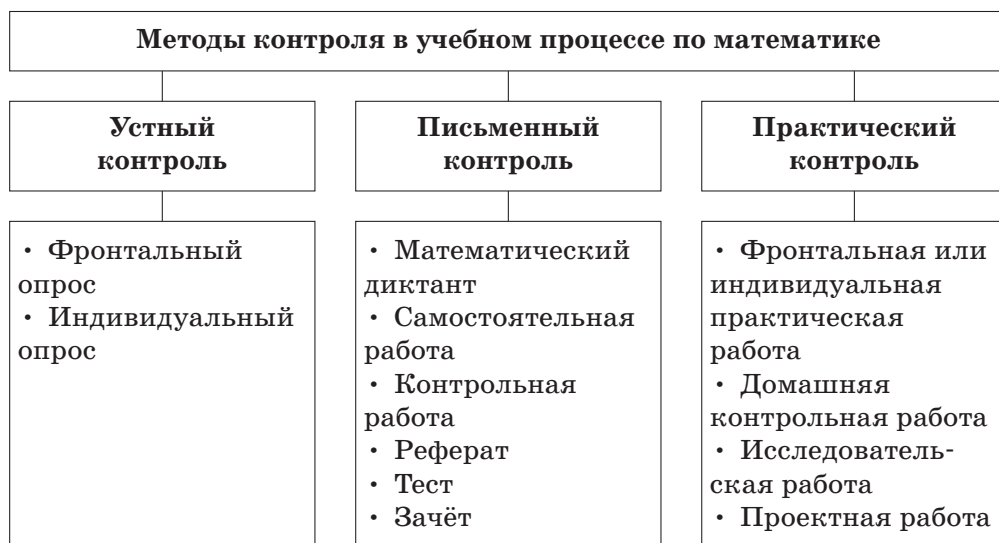 Методы контроля в учебном процессе по математике
Устный
контроль
Письменный
контроль
Практический
контроль
• Фронтальный
опрос
• Индивидуальный
опрос
• Математический
диктант
• Самостоятельная
работа
• Контрольная
работа
• Реферат
• Тест
• Зачёт
• Фронтальная или
индивидуальная
практическая
работа
• Домашняя
контрольная работа
• Исследователь-
ская работа
• Проектная работа